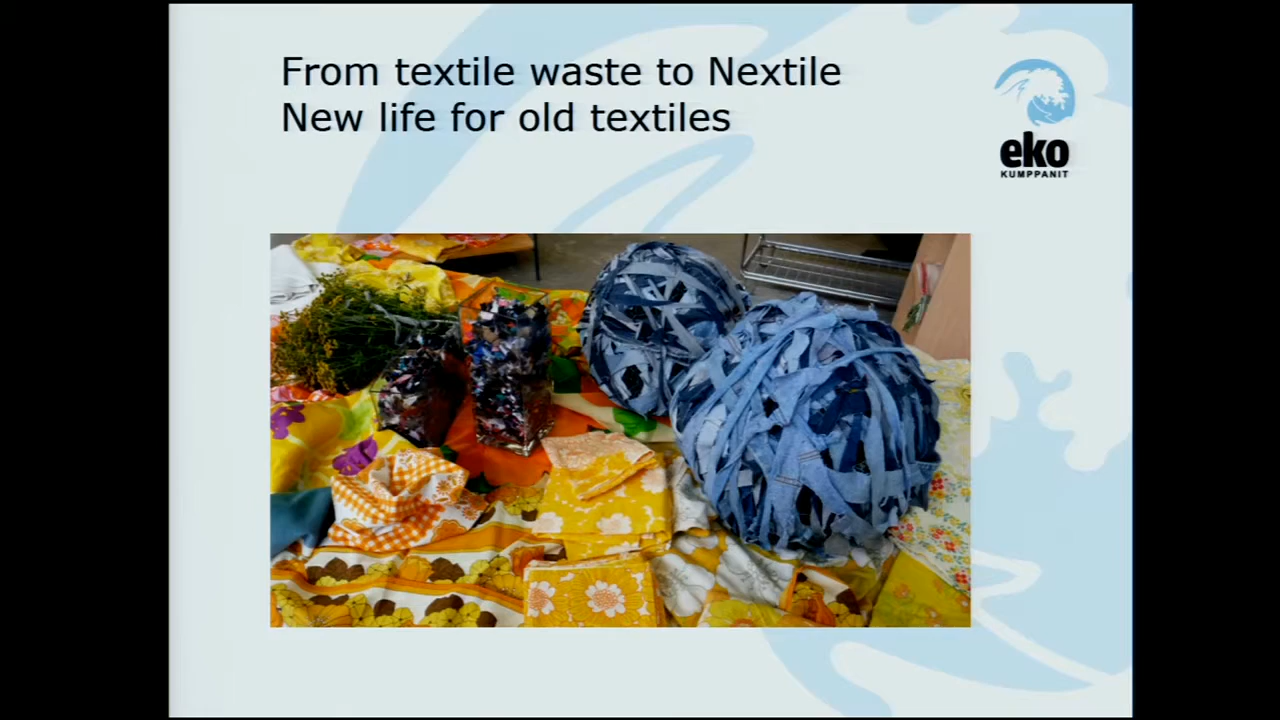 From textile waste to Nextile
New life for old textiles
eko
KUMPPANIT